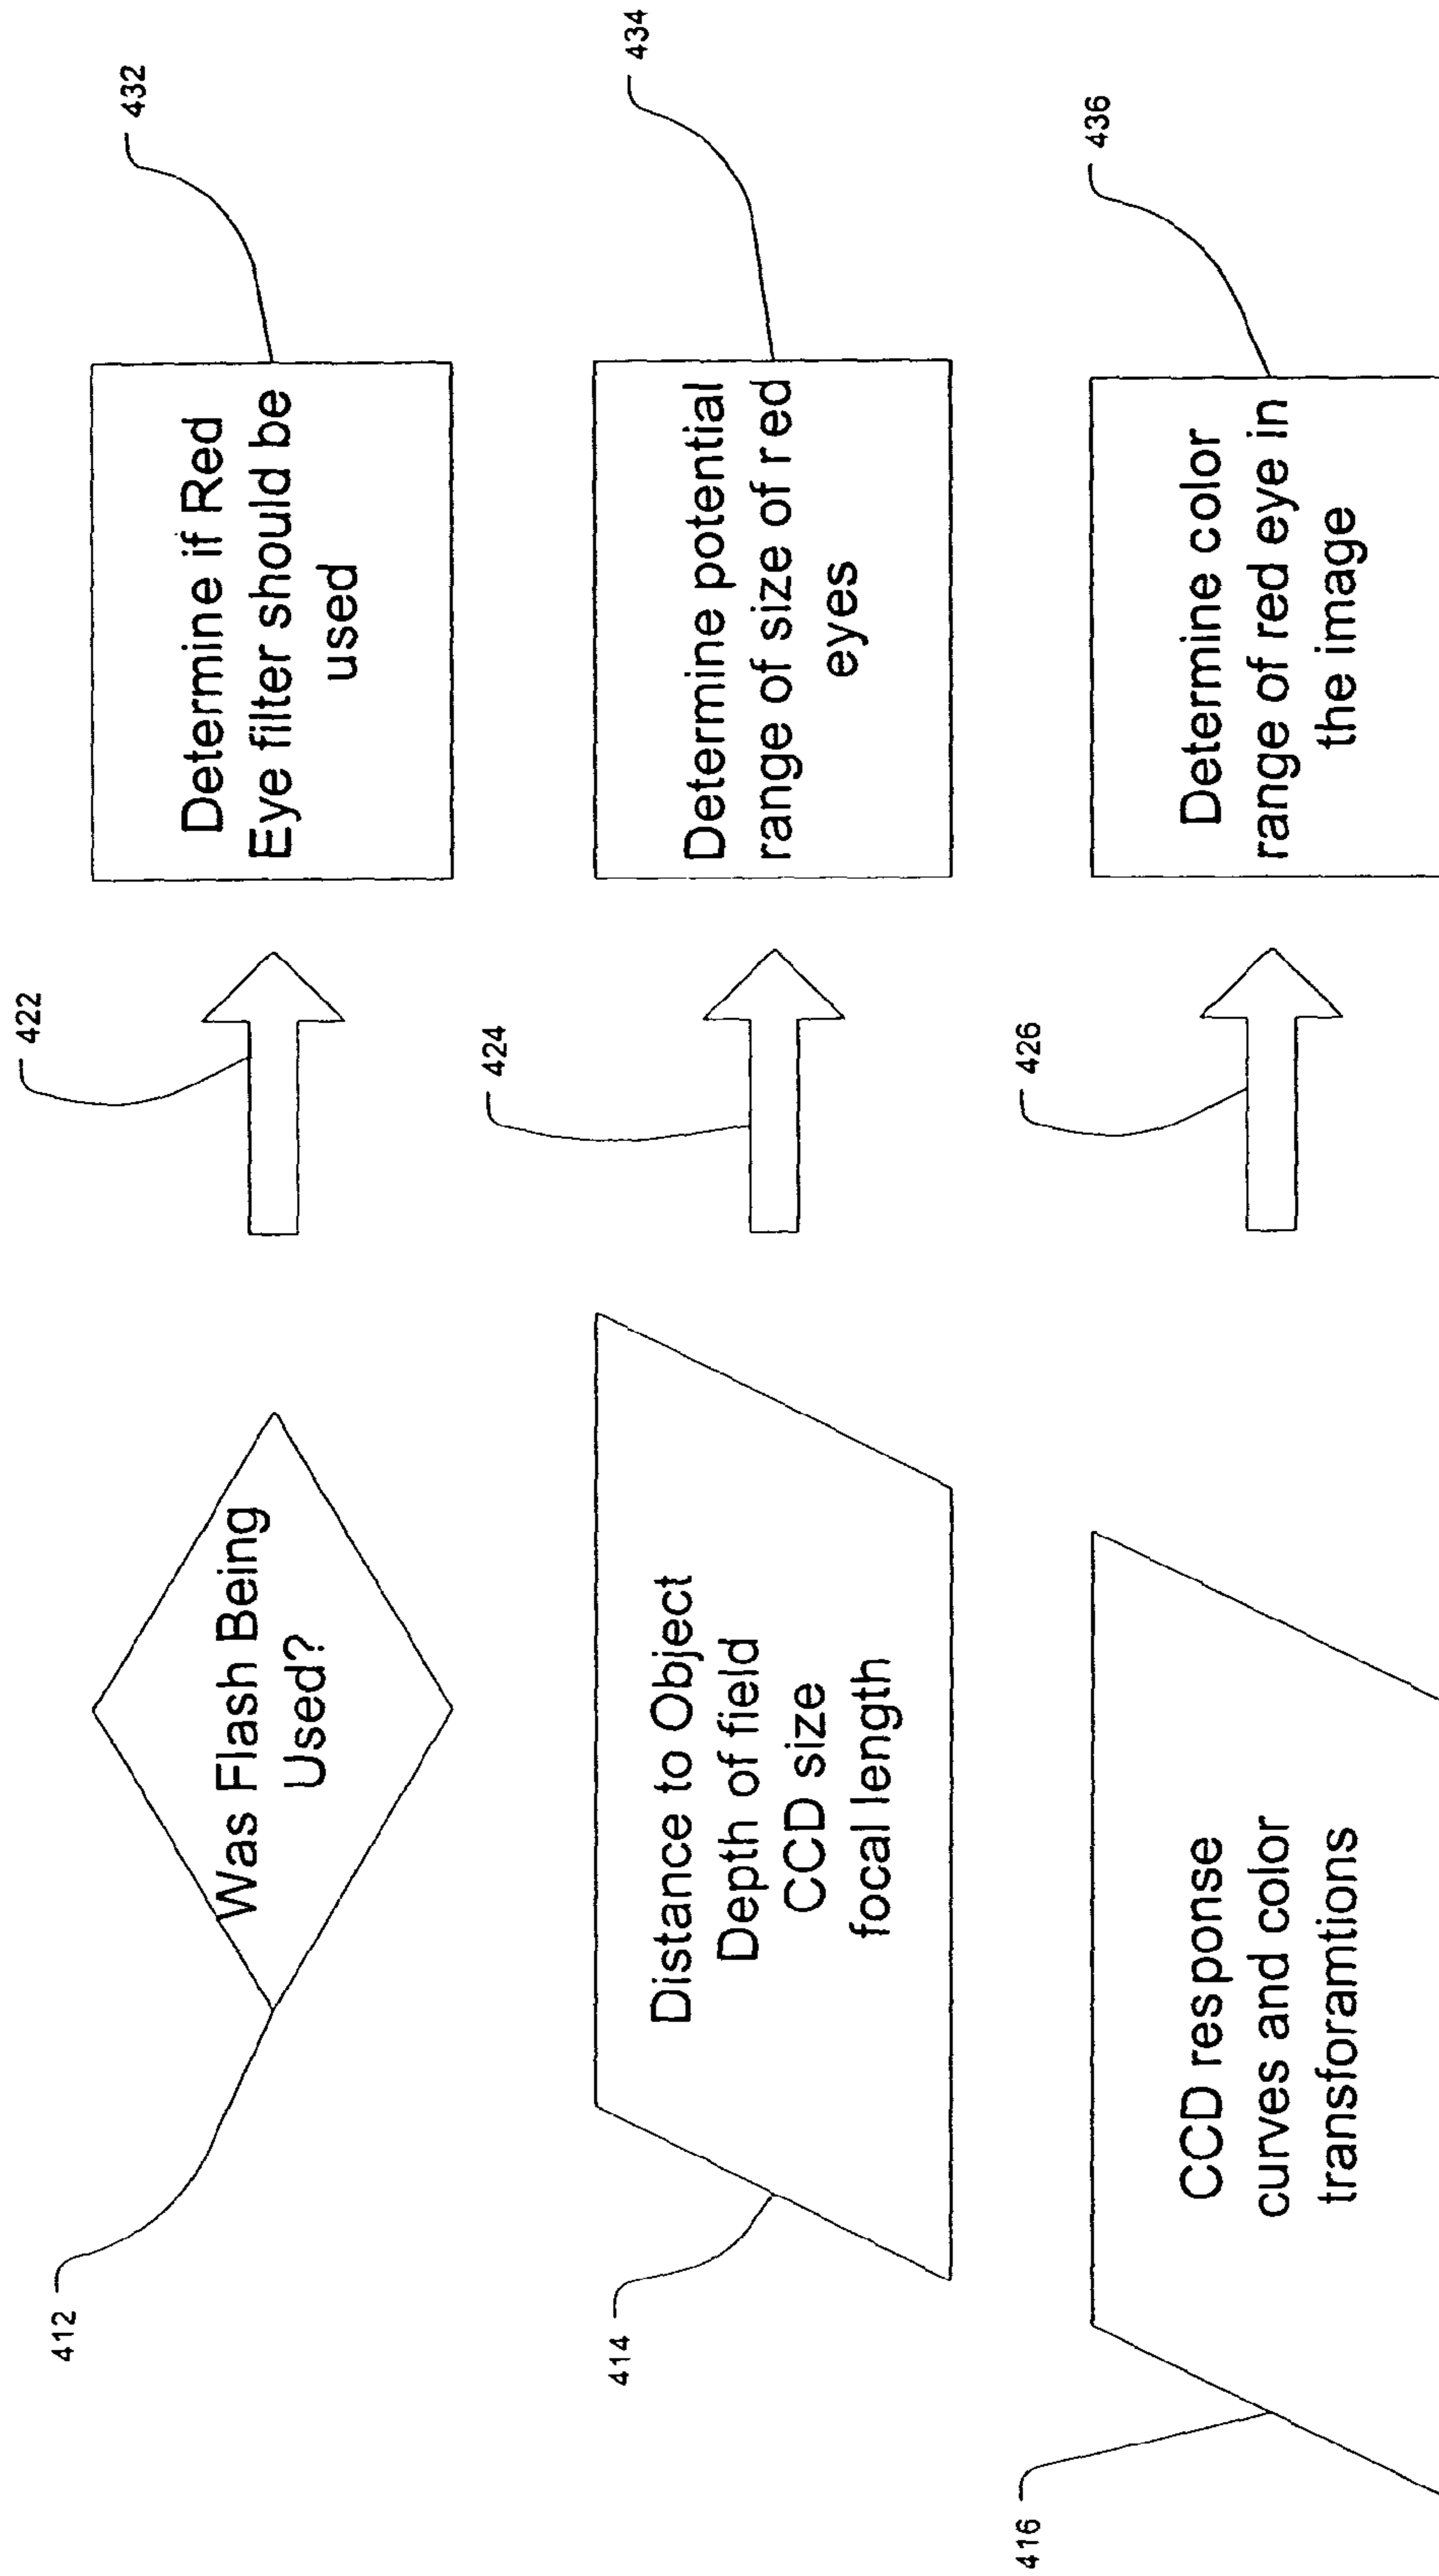 412
Was Flash Being
Used?
422
Determine if Red
Eye filter should be
used
432
414
Distance to Object
Depth of field
CCD size
focal length
424
Determine potential
range of size of red
eyes
434
416
CCD response
curves and color
transforamtions
426
Determine color
range of red eye in
the image
436